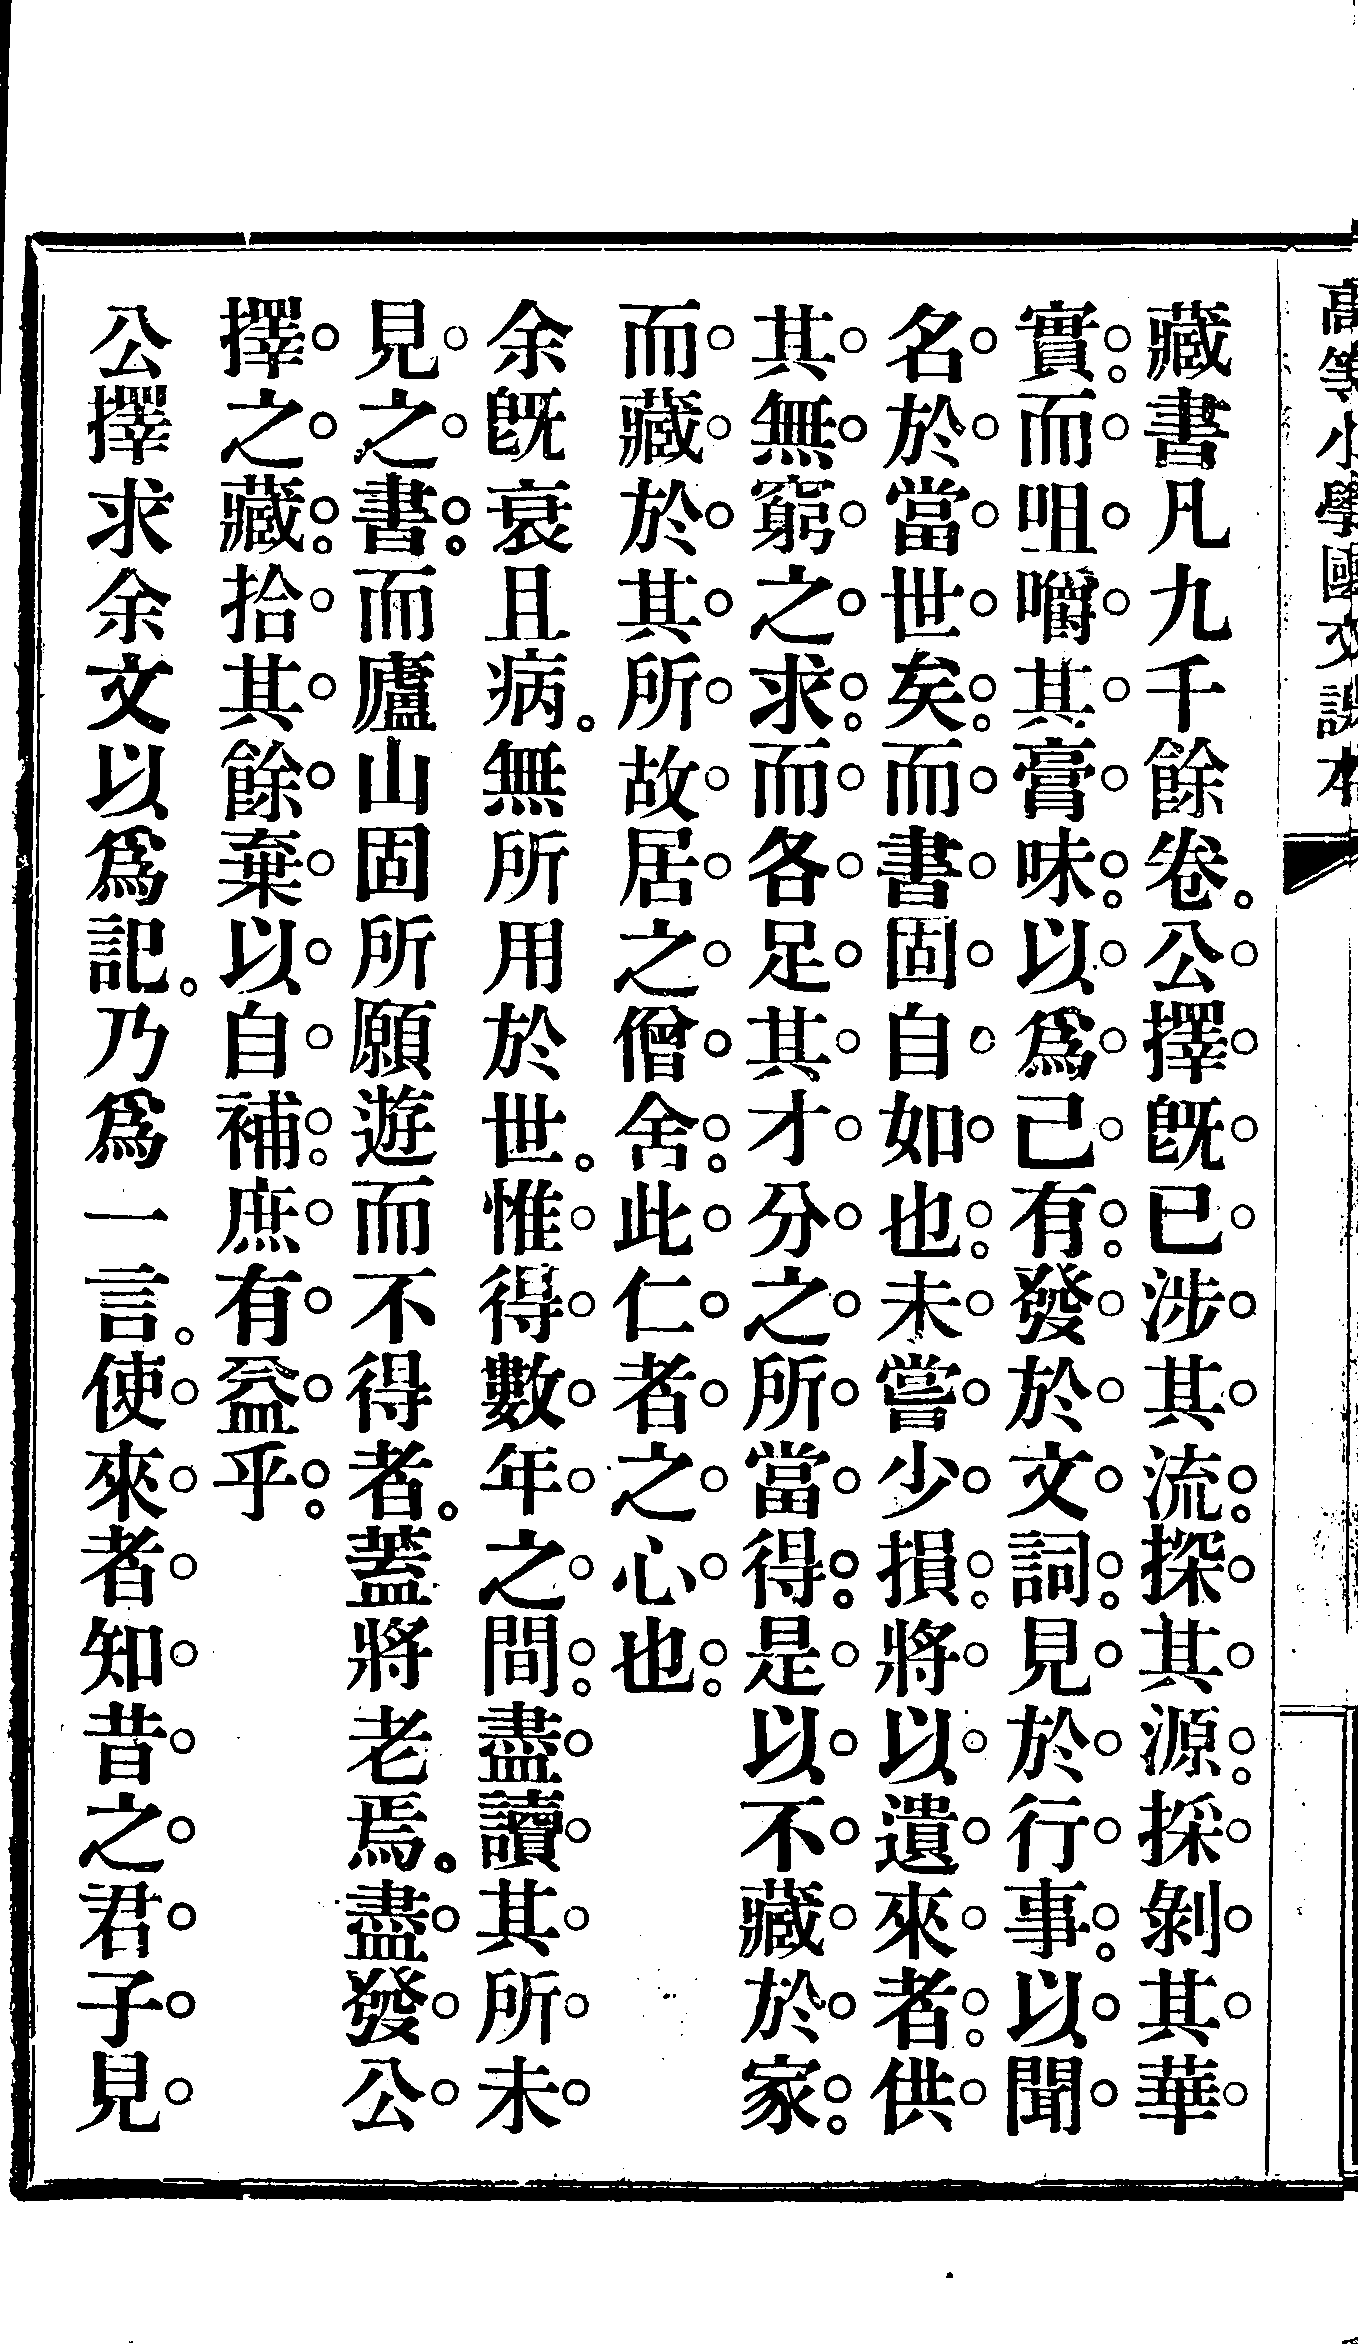 高等小學國文課本
藏書凡九千餘卷。公擇旣已涉其流。探其源。採剝其華
實。而咀嚼其膏味。以爲己有。發於文詞。見於行事。以聞
名於當世矣。而書固自如也。未嘗少損。將以遺來者。供
其無窮之求。而各足其才分之所當得。是以不藏於家。
而藏於其所故居之僧舍。此仁者之心也。
余旣衰且病。無所用於世。惟得數年之間。盡讀其所未
見之書。而廬山固所願遊而不得者。蓋將老焉。盡發公
擇之藏。拾其餘棄以自補。庶有益乎。
公擇求余文以爲記。乃爲一言。使來者知昔之君子見